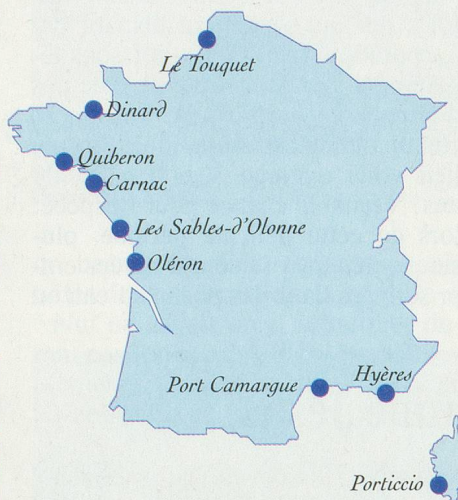 Le Touquet
Dinard
Quiberon
Carnac
Les Sables-d'Olonne
Oléron
Hyères
Port Camargue
Porticcio